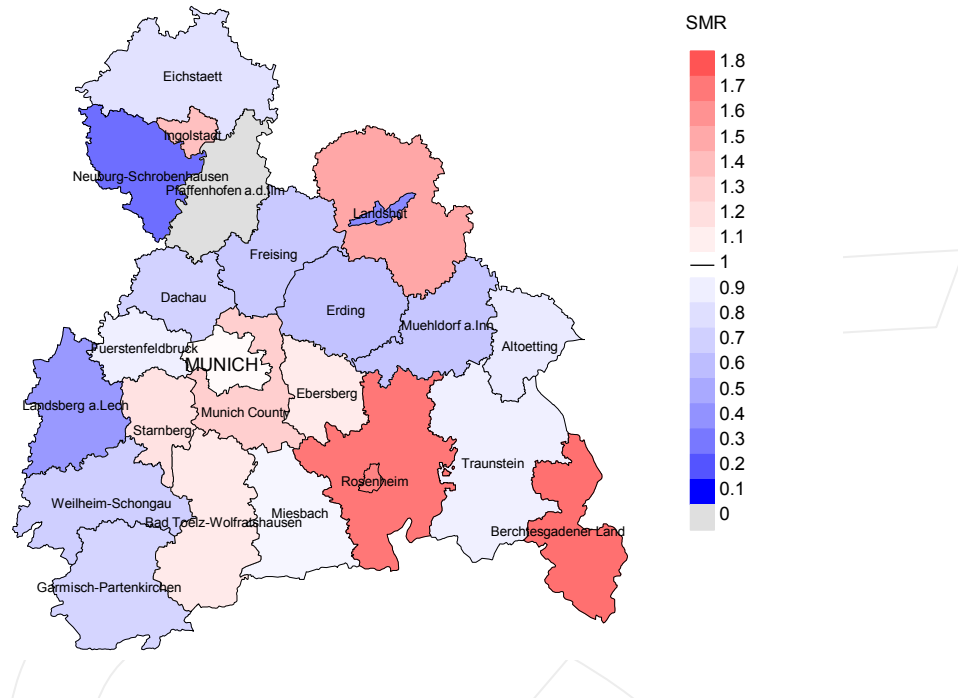 SMR
1.8
1.7
1.6
1.5
1.4
1.3
1.2
1.1
1
0.9
0.8
0.7
0.6
0.5
0.4
0.3
0.2
0.1
0
Eichstaett
Ingolstadt
Neuburg-Schrobenhausen
Pfaffenhofen a.d.Ilm
Landshut
Freising
Dachau
Erding
Muehldorf a.Inn
Altoetting
Fuerstenfeldbruck
MUNICH
Ebersberg
Landsberg a.Lech
Munich County
Starnberg
Traunstein
Rosenheim
Weilheim-Schongau
Miesbach
Bad Toelz-Wolfratshausen
Berchtesgadener Land
Garmisch-Partenkirchen